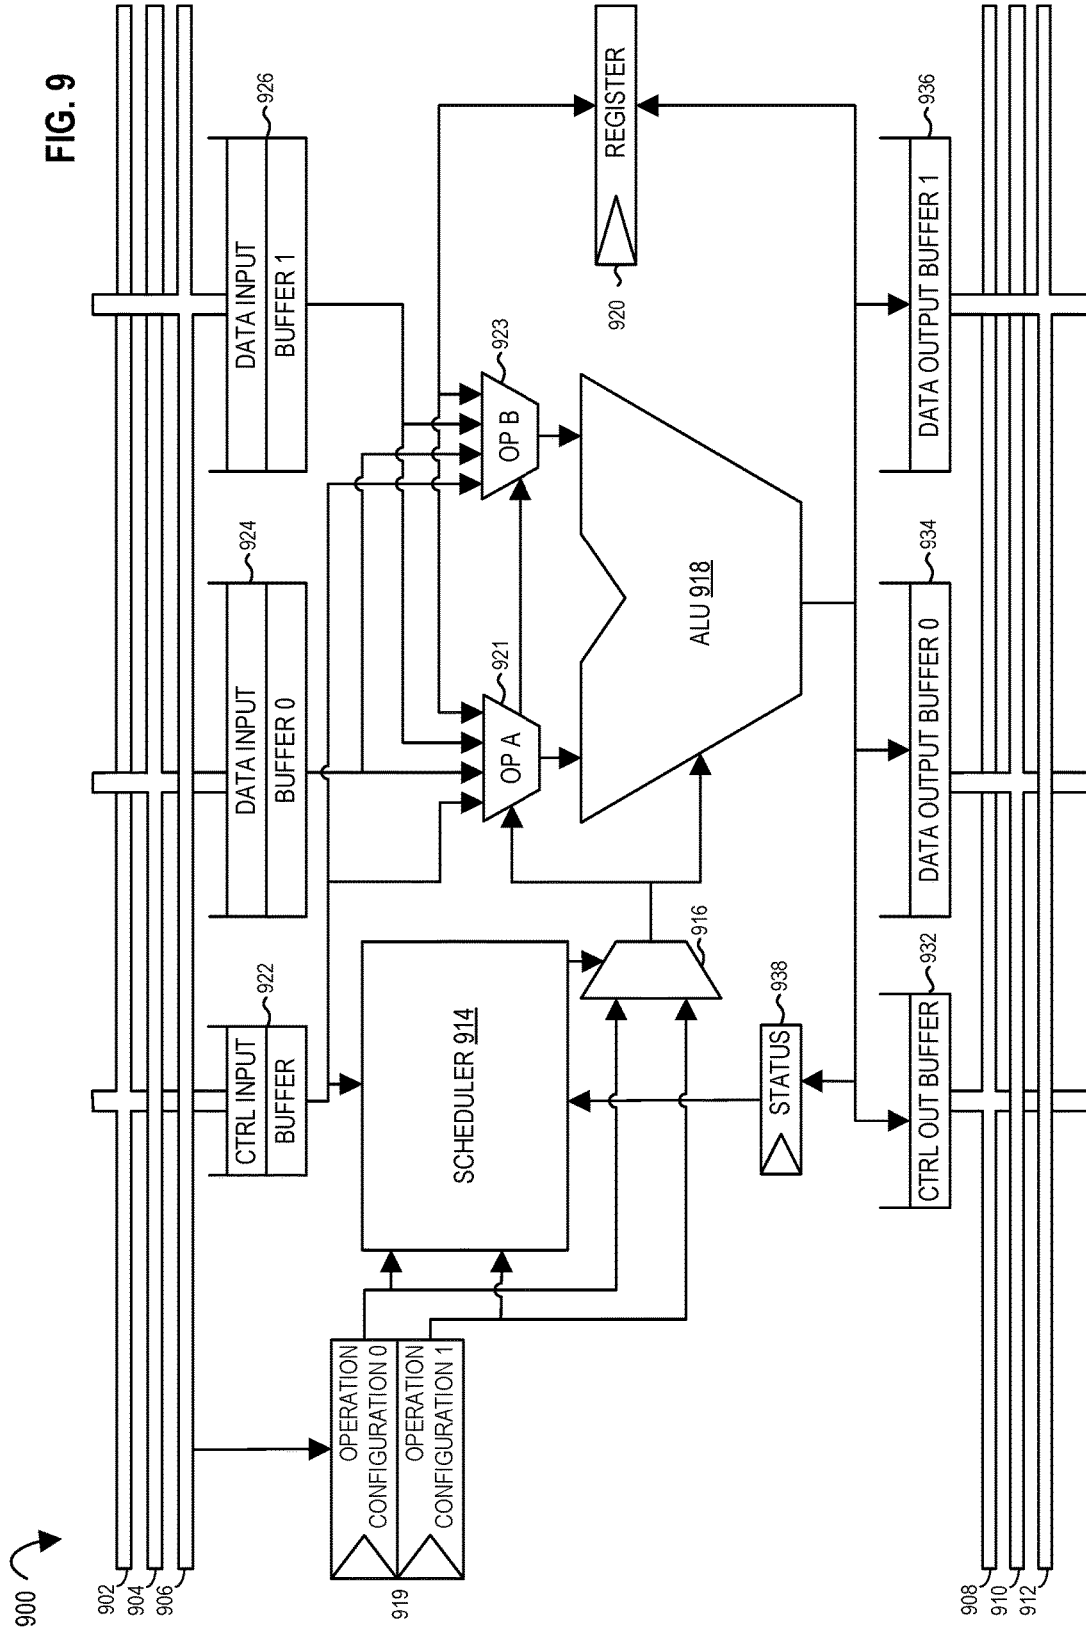 FIG. 9
900
902
904
906
CTRL INPUT
BUFFER
922
DATA INPUT
BUFFER 0
924
DATA INPUT
BUFFER 1
926
OPERATION
CONFIGURATION 0
OPERATION
CONFIGURATION 1
919
SCHEDULER 914
916
OP A
921
OP B
923
ALU 918
REGISTER
920
STATUS
938
CTRL OUT BUFFER
932
DATA OUTPUT BUFFER 0
934
DATA OUTPUT BUFFER 1
936
908
910
912